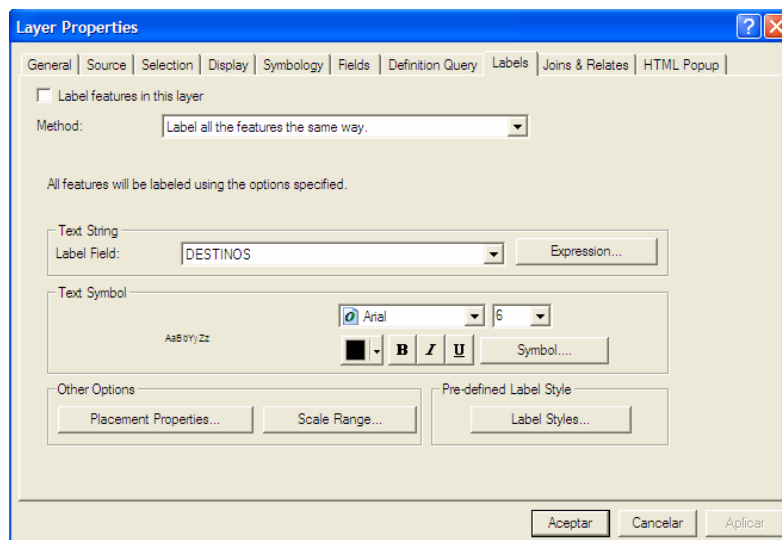 Layer Properties
General Source Selection Display Symbology Fields Definition Query Labels Joins & Relates HTML Popup
Label features in this layer
Method: Label all the features the same way.
All features will be labeled using the options specified.
Text String
Label Field: DESTINOS Expression...
Text Symbol
AaBbYyZz Arial 6
B I U Symbol....
Other Options Pre-defined Label Style
Placement Properties... Scale Range... Label Styles...
Aceptar Cancelar Aplicar